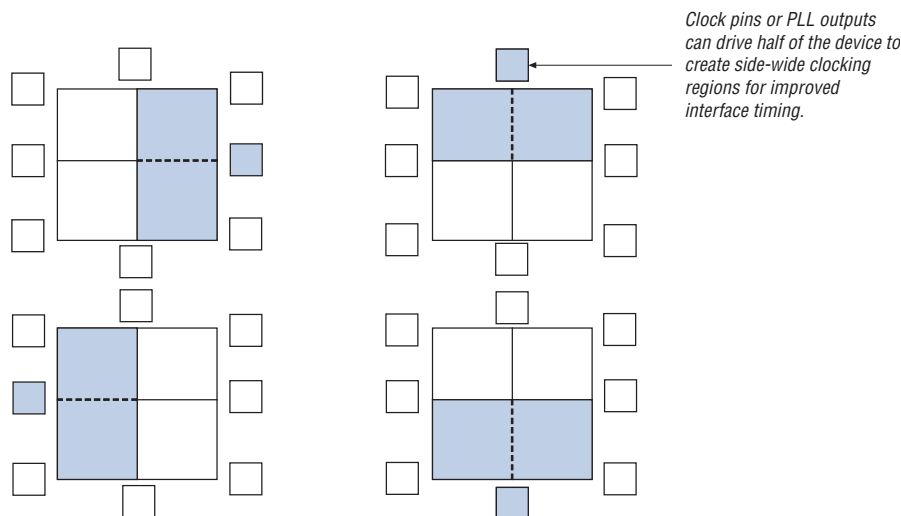 Clock pins or PLL outputs
can drive half of the device to
create side-wide clocking
regions for improved
interface timing.